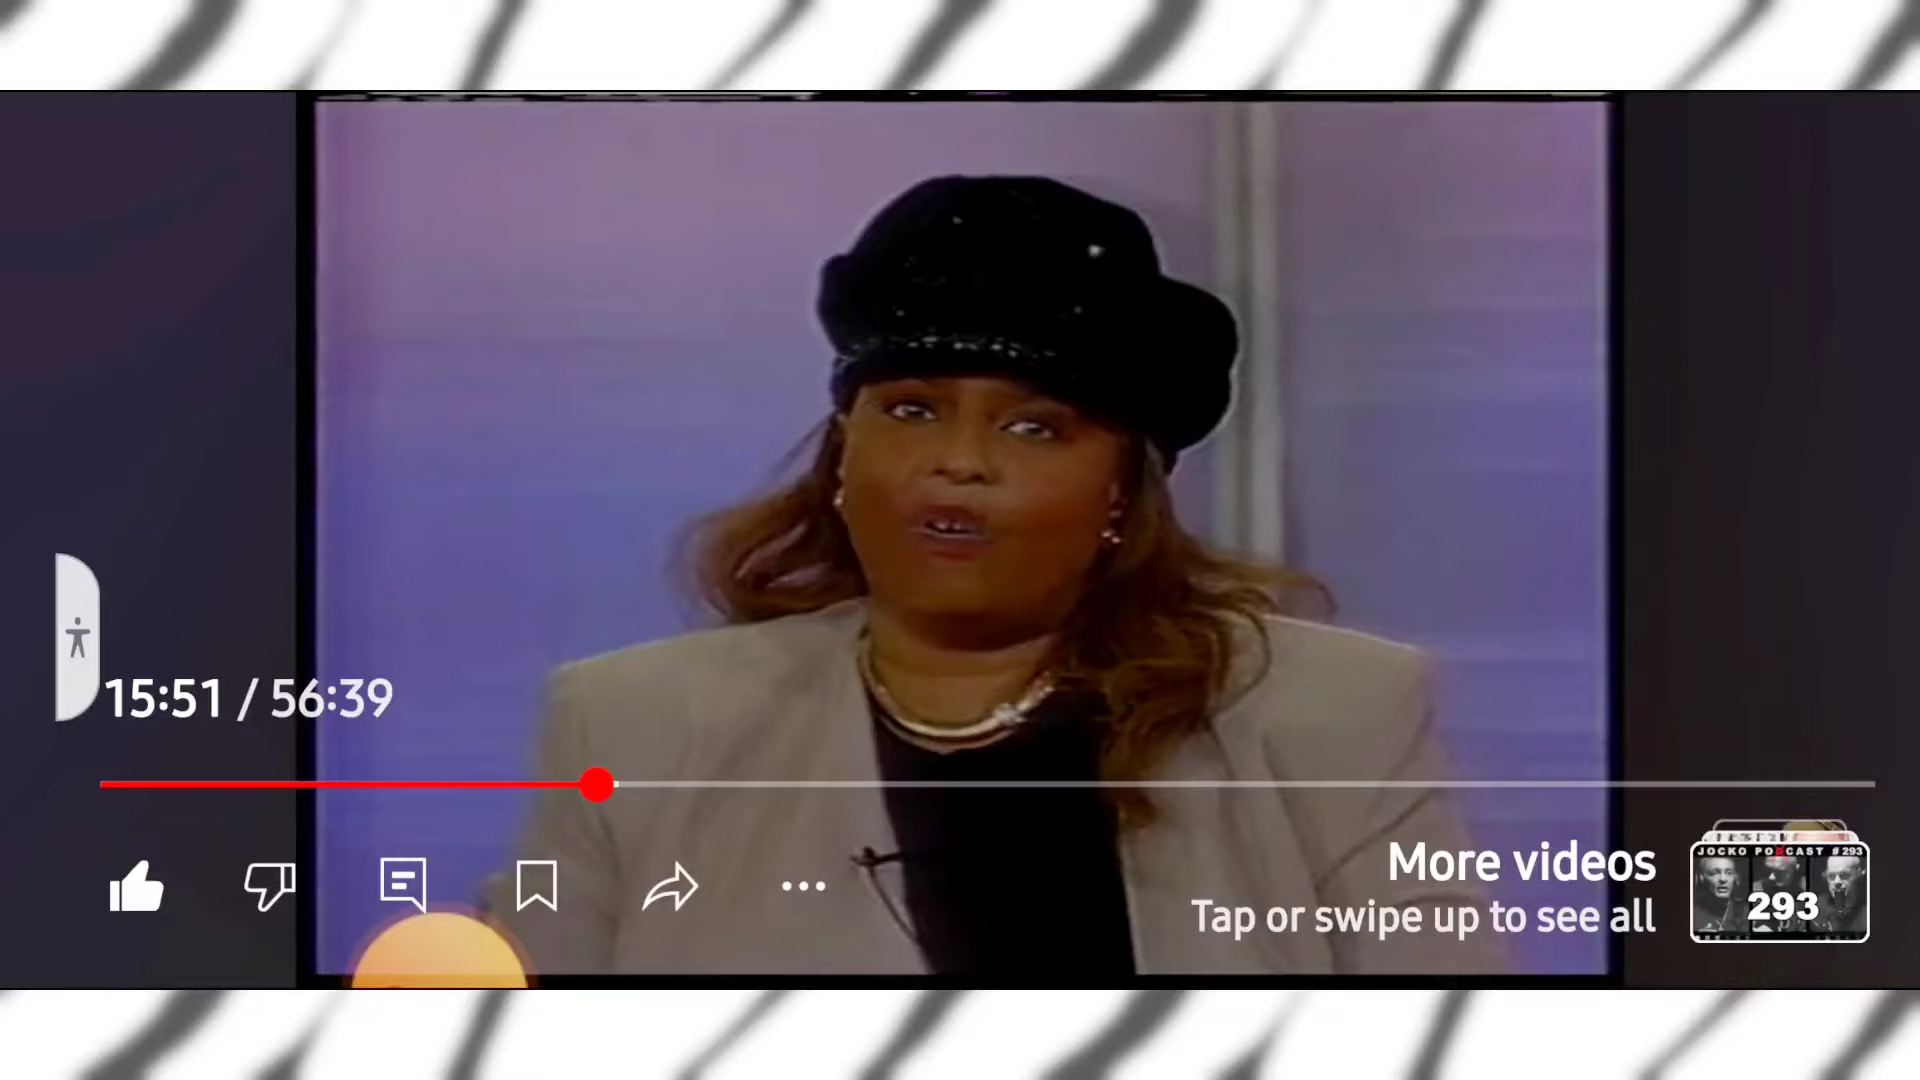 15:51 / 56:39
More videos
Tap or swipe up to see all
JOCKO PODCAST #293
293